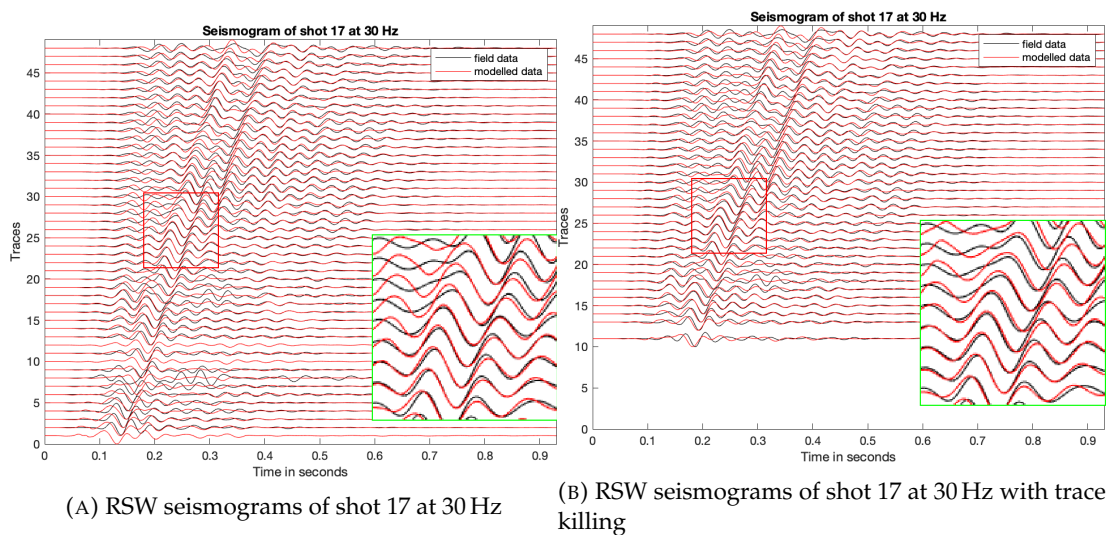 Seismogram of shot 17 at 30 Hz
field data
modelled data
45
40
35
30
25
20
15
10
5
0
Traces
0 0.1 0.2 0.3 0.4 0.5 0.6 0.7 0.8 0.9
Time in seconds
(A) RSW seismograms of shot 17 at 30 Hz
Seismogram of shot 17 at 30 Hz
field data
modelled data
45
40
35
30
25
20
15
10
5
0
Traces
0 0.1 0.2 0.3 0.4 0.5 0.6 0.7 0.8 0.9
Time in seconds
(B) RSW seismograms of shot 17 at 30 Hz with trace
killing